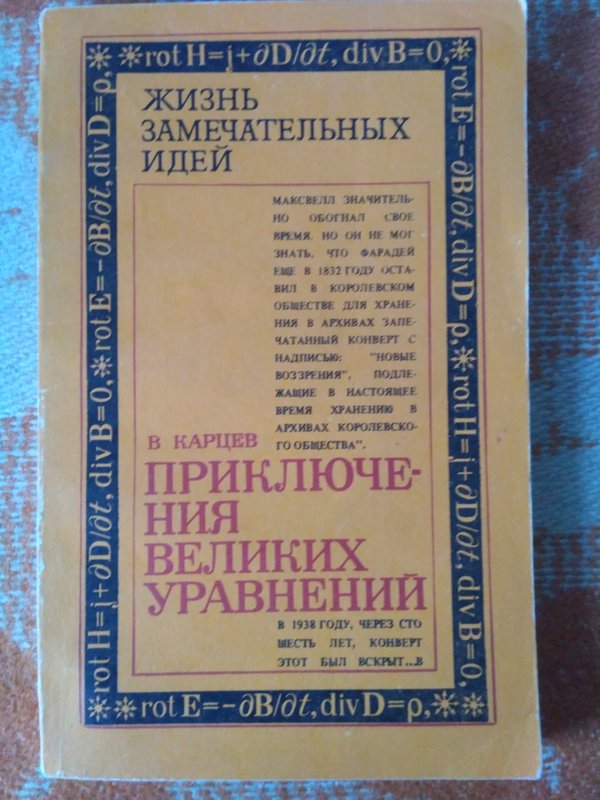 rot H=j+∂D/∂t, div B=0,
rot E=-∂B/∂t, div D=ρ,
rot H=j+∂D/∂t, div B=0,
rot E=-∂B/∂t, div D=ρ,
rot H=j+∂D/∂t, div B=0,
rot E=-∂B/∂t, div D=ρ,
ЖИЗНЬ
ЗАМЕЧАТЕЛЬНЫХ
ИДЕЙ
МАКСВЕЛЛ ЗНАЧИТЕЛЬ-
НО ОБОГНАЛ СВОЕ
ВРЕМЯ. НО ОН НЕ МОГ
ЗНАТЬ, ЧТО ФАРАДЕЙ
ЕЩЕ В 1832 ГОДУ ОСТА-
ВИЛ В КОРОЛЕВСКОМ
ОБЩЕСТВЕ ДЛЯ ХРАНЕ-
НИЯ В АРХИВАХ ЗАПЕ-
ЧАТАННЫЙ КОНВЕРТ С
НАДПИСЬЮ: "НОВЫЕ
ВОЗЗРЕНИЯ", ПОДЛЕ-
ЖАЩИЕ В НАСТОЯЩЕЕ
ВРЕМЯ ХРАНЕНИЮ В
АРХИВАХ КОРОЛЕВСКО-
ГО ОБЩЕСТВА".
В КАРЦЕВ
ПРИКЛЮЧЕ-
НИЯ
ВЕЛИКИХ
УРАВНЕНИЙ
В 1938 ГОДУ, ЧЕРЕЗ СТО
ШЕСТЬ ЛЕТ, КОНВЕРТ
ЭТОТ БЫЛ ВСКРЫТ...В